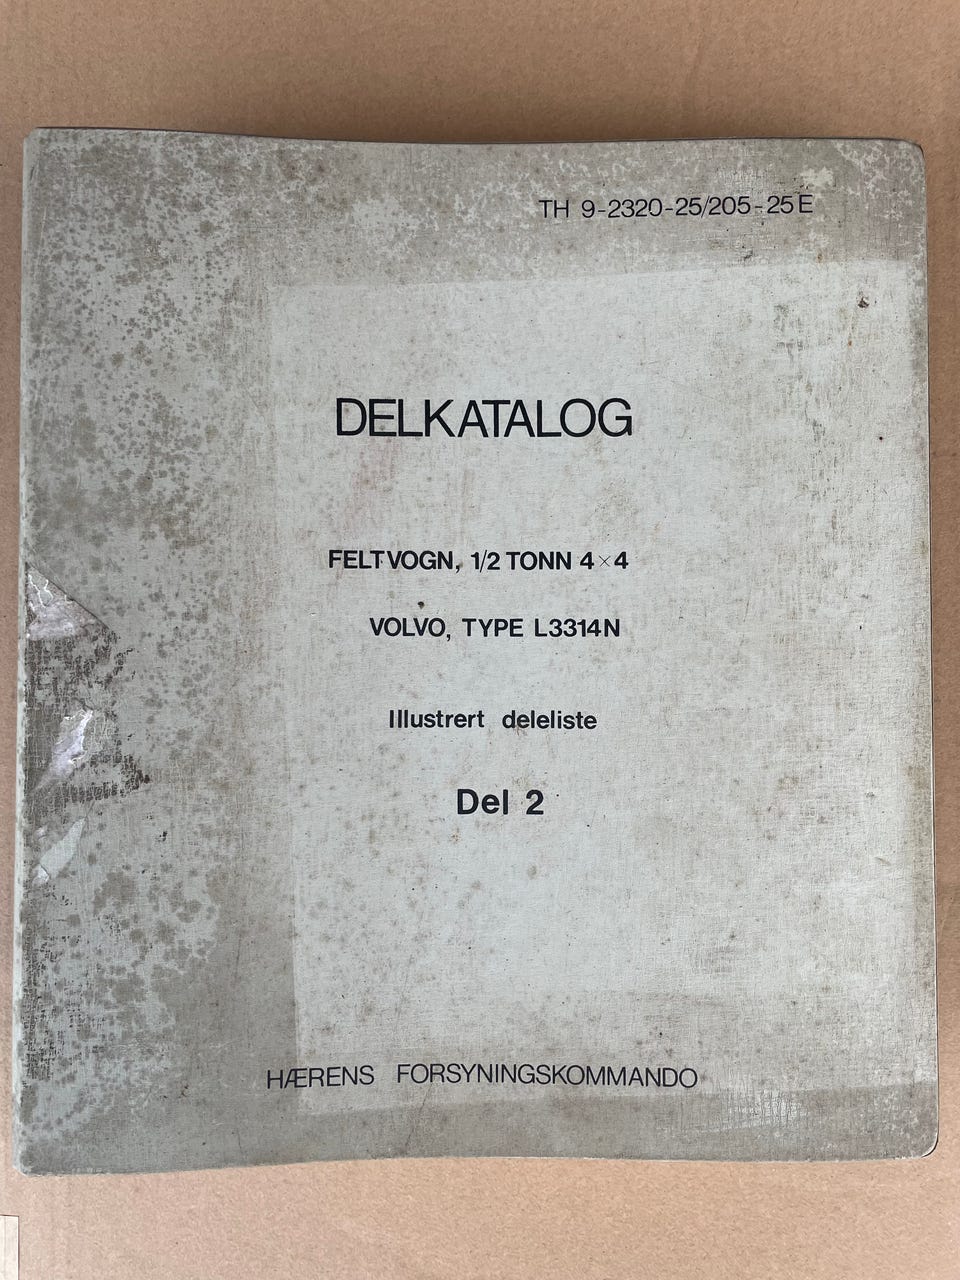 TH 9-2320-25/205-25E
DELKATALOG
FELTVOGN, 1/2 TONN 4×4
VOLVO, TYPE L3314N
Illustrert deleliste
Del 2
HÆRENS FORSYNINGSKOMMANDO